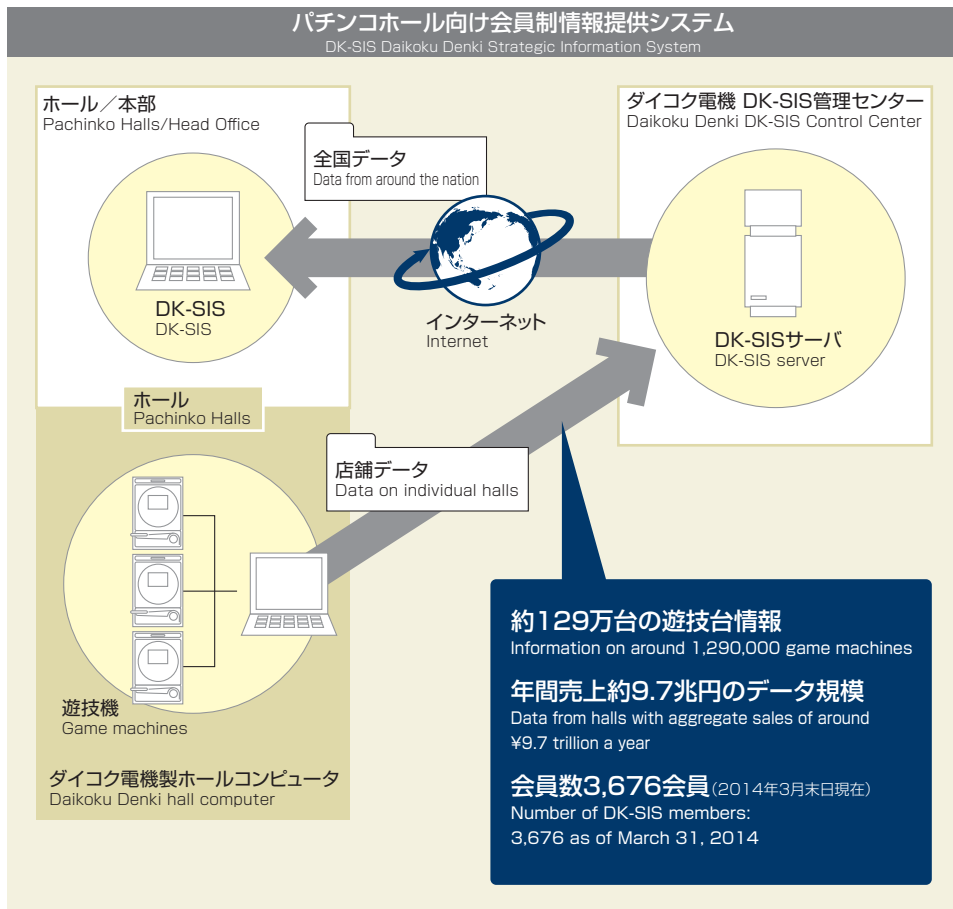 パチンコホール向け会員制情報提供システム
DK-SIS Daikoku Denki Strategic Information System
ホール／本部
Pachinko Halls/Head Office
全国データ
Data from around the nation
ダイコク電機 DK-SIS管理センター
Daikoku Denki DK-SIS Control Center
DK-SIS
DK-SIS
インターネット
Internet
DK-SISサーバ
DK-SIS server
ホール
Pachinko Halls
店舗データ
Data on individual halls
遊技機
Game machines
ダイコク電機製ホールコンピュータ
Daikoku Denki hall computer
約129万台の遊技台情報
Information on around 1,290,000 game machines
年間売上約9.7兆円のデータ規模
Data from halls with aggregate sales of around
¥9.7 trillion a year
会員数3,676会員（2014年3月末日現在）
Number of DK-SIS members:
3,676 as of March 31, 2014